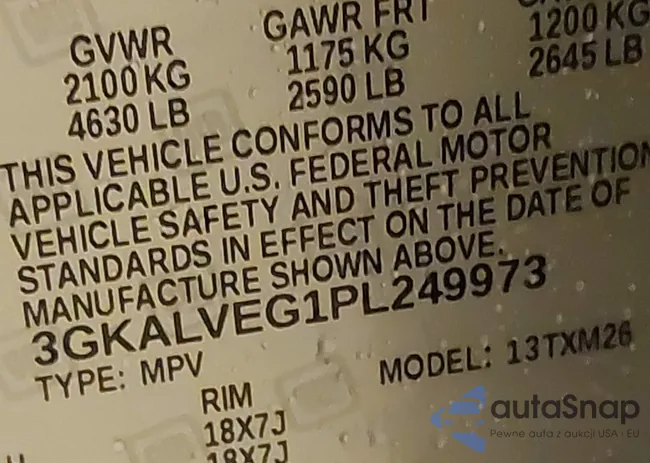 GVWR GAWR FRT
2100 KG 1175 KG 1200 KG
4630 LB 2590 LB 2645 LB
THIS VEHICLE CONFORMS TO ALL
APPLICABLE U.S. FEDERAL MOTOR
VEHICLE SAFETY AND THEFT PREVENTION
STANDARDS IN EFFECT ON THE DATE OF
MANUFACTURE SHOWN ABOVE.
3GKALVEG1PL249973
TYPE: MPV MODEL: 13TXM26
RIM
18X7J
18X7J
autaSnap
Pewne auta z aukcji USA · EU